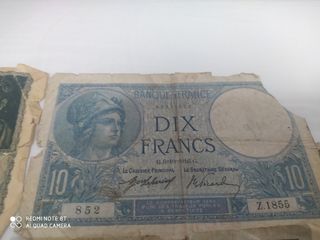 BANQUE DE FRANCE
DIX
FRANCS
LE CAISSIER PRINCIPAL
LE SECRÉTAIRE GÉNÉRAL
10
10
852
Z.1855
REDMI NOTE 8T
AI QUAD CAMERA